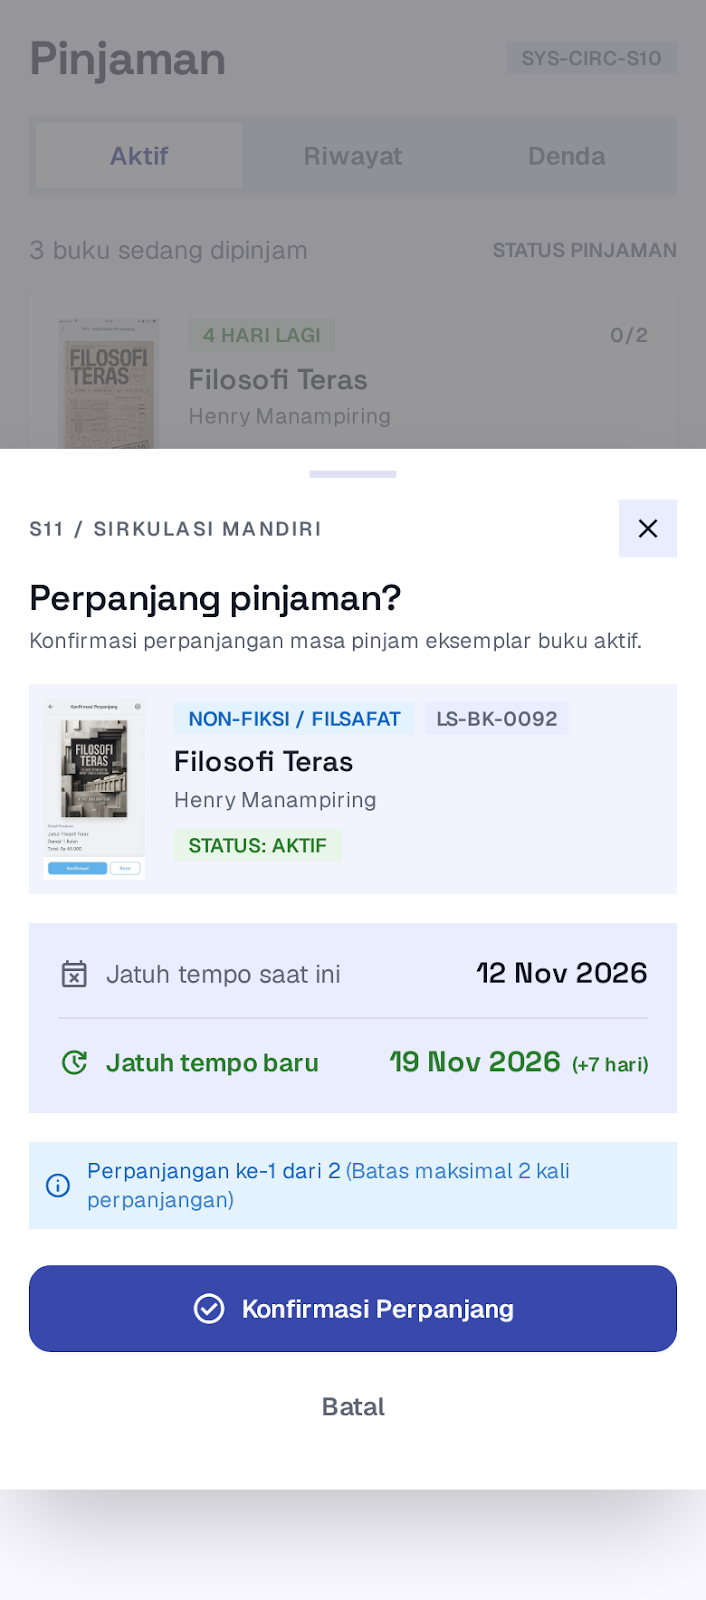 Pinjaman
SYS-CIRC-S10
Aktif
Riwayat
Denda
3 buku sedang dipinjam
STATUS PINJAMAN
FILOSOFI
TERAS
4 HARI LAGI
0/2
Filosofi Teras
Henry Manampiring
S11 / SIRKULASI MANDIRI
Perpanjang pinjaman?
Konfirmasi perpanjangan masa pinjam eksemplar buku aktif.
Konfirmasi Perpanjang
FILOSOFI
TERAS
Konfirmasi
Batal
NON-FIKSI / FILSAFAT
LS-BK-0092
Filosofi Teras
Henry Manampiring
STATUS: AKTIF
Jatuh tempo saat ini
12 Nov 2026
Jatuh tempo baru
19 Nov 2026 (+7 hari)
Perpanjangan ke-1 dari 2 (Batas maksimal 2 kali
perpanjangan)
Konfirmasi Perpanjang
Batal